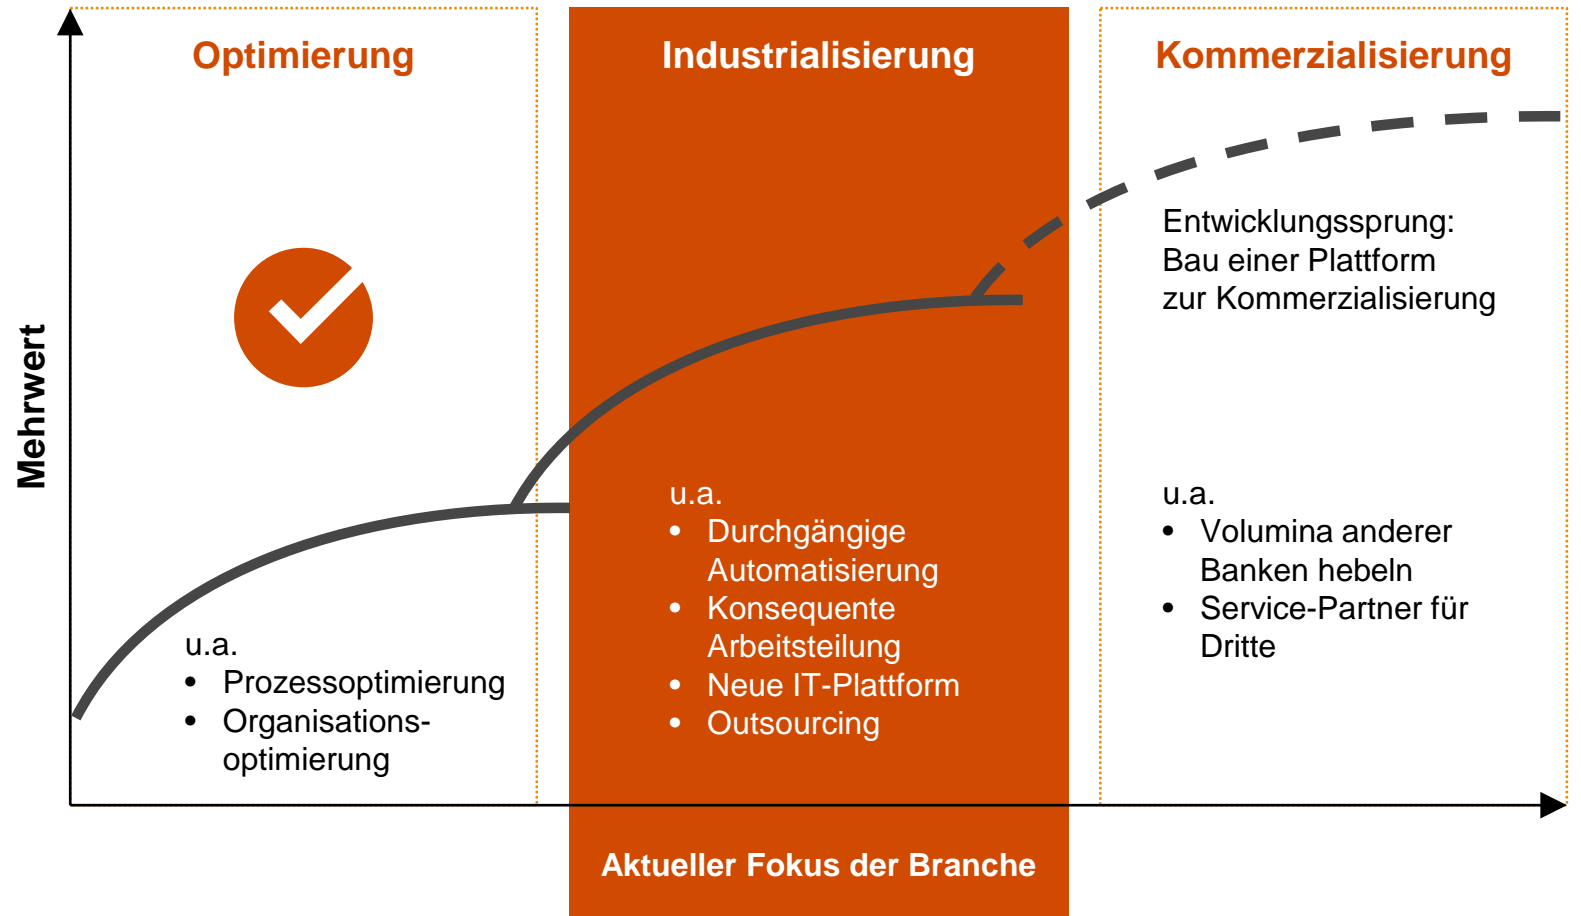 Mehrwert
Optimierung
u.a.
• Prozessoptimierung
• Organisations-
optimierung
Industrialisierung
u.a.
• Durchgängige
Automatisierung
• Konsequente
Arbeitsteilung
• Neue IT-Plattform
• Outsourcing
Aktueller Fokus der Branche
Kommerzialisierung
Entwicklungssprung:
Bau einer Plattform
zur Kommerzialisierung
u.a.
• Volumina anderer
Banken hebeln
• Service-Partner für
Dritte